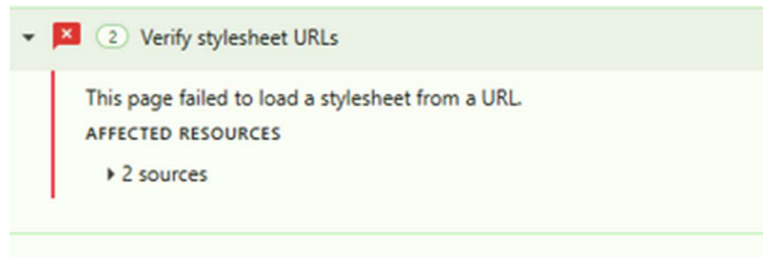 2 Verify stylesheet URLs
This page failed to load a stylesheet from a URL.
AFFECTED RESOURCES
2 sources